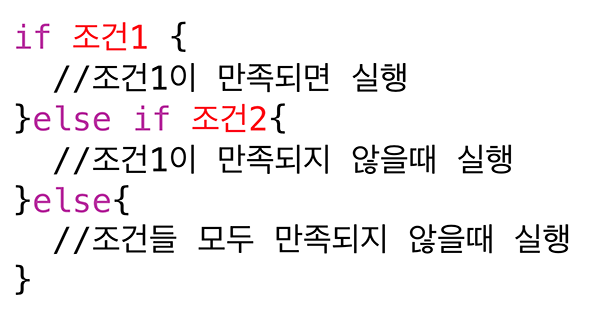 if 조건1 {
//조건1이 만족되면 실행
}else if 조건2{
//조건1이 만족되지 않을때 실행
}else{
//조건들 모두 만족되지 않을때 실행
}